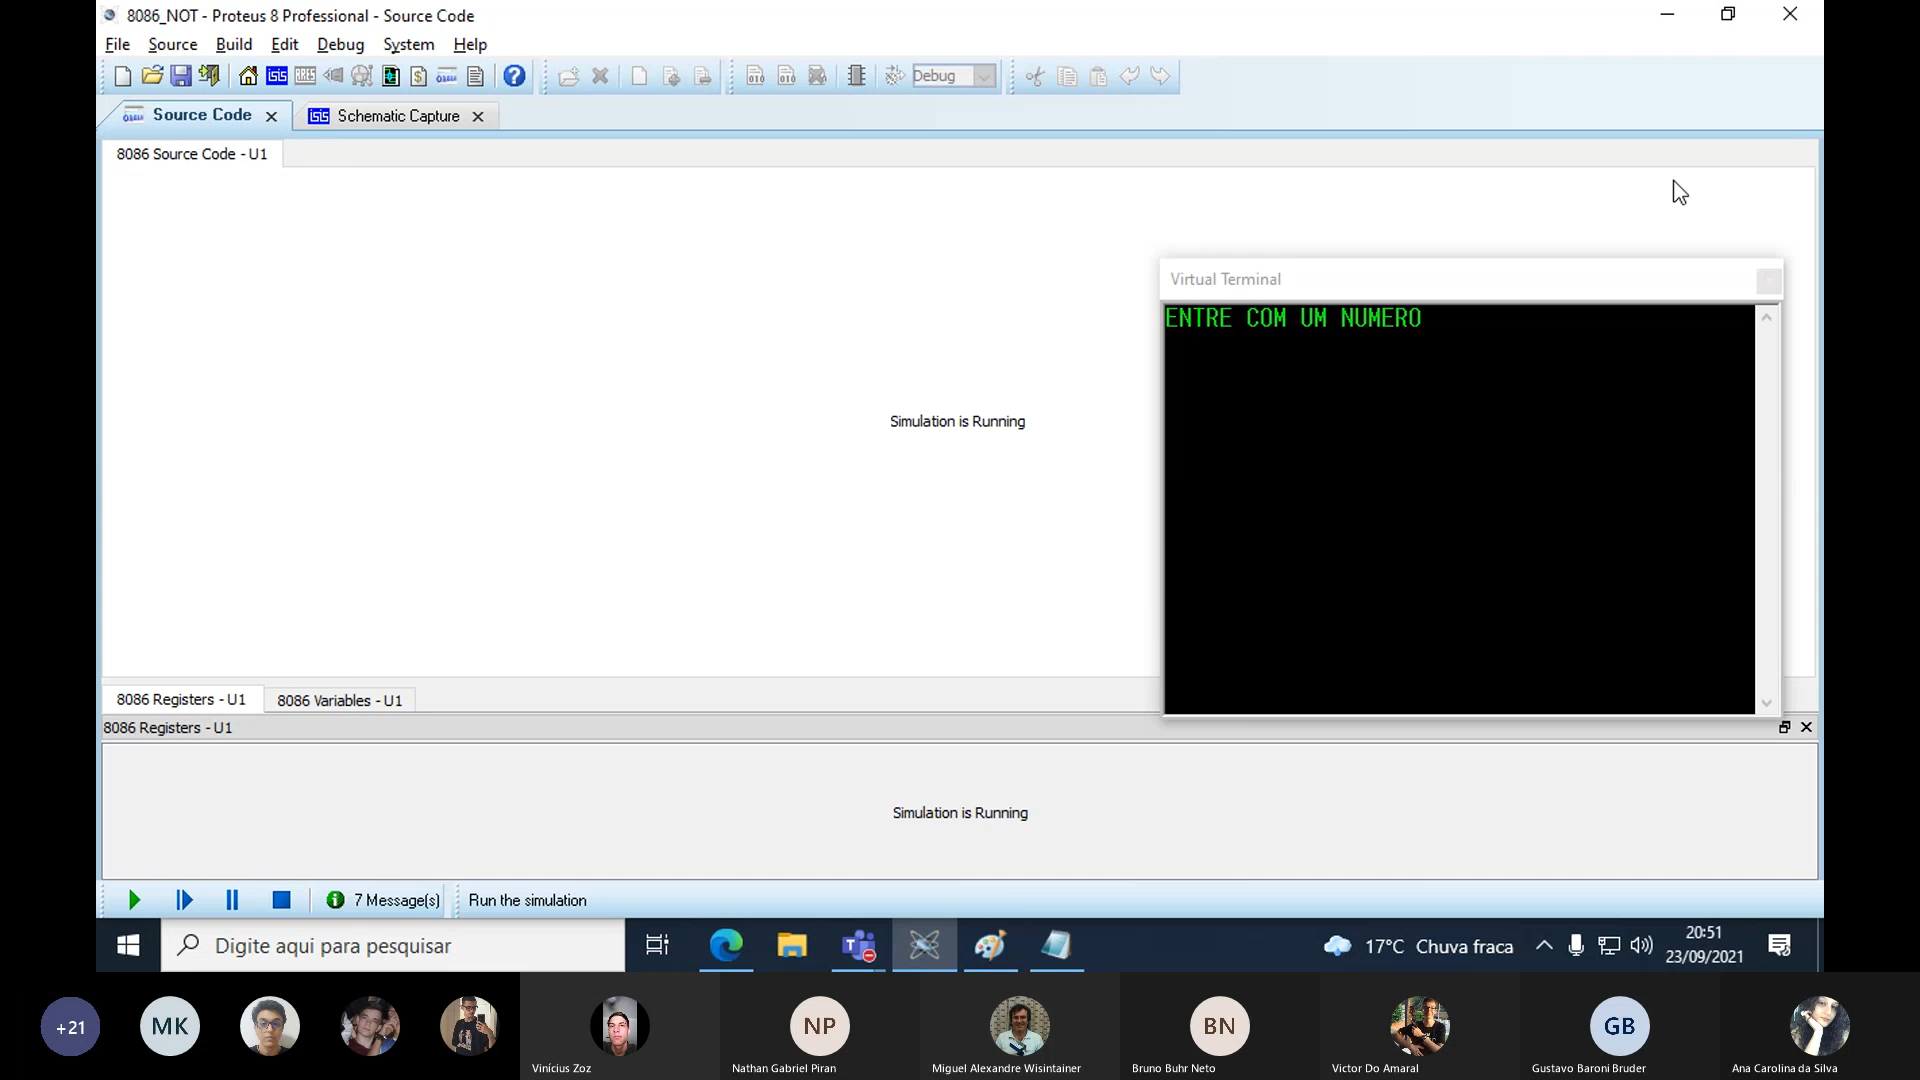 8086_NOT - Proteus 8 Professional - Source Code
File Source Build Edit Debug System Help
Debug
Source Code
Schematic Capture
8086 Source Code - U1
Virtual Terminal
ENTRE COM UM NUMERO
Simulation is Running
8086 Registers - U1
8086 Variables - U1
8086 Registers - U1
Simulation is Running
7 Message(s)
Run the simulation
Digite aqui para pesquisar
17°C Chuva fraca
20:51
23/09/2021
+21
MK
NP
BN
GB
Vinícius Zoz
Nathan Gabriel Piran
Miguel Alexandre Wisintainer
Bruno Buhr Neto
Victor Do Amaral
Gustavo Baroni Bruder
Ana Carolina da Silva